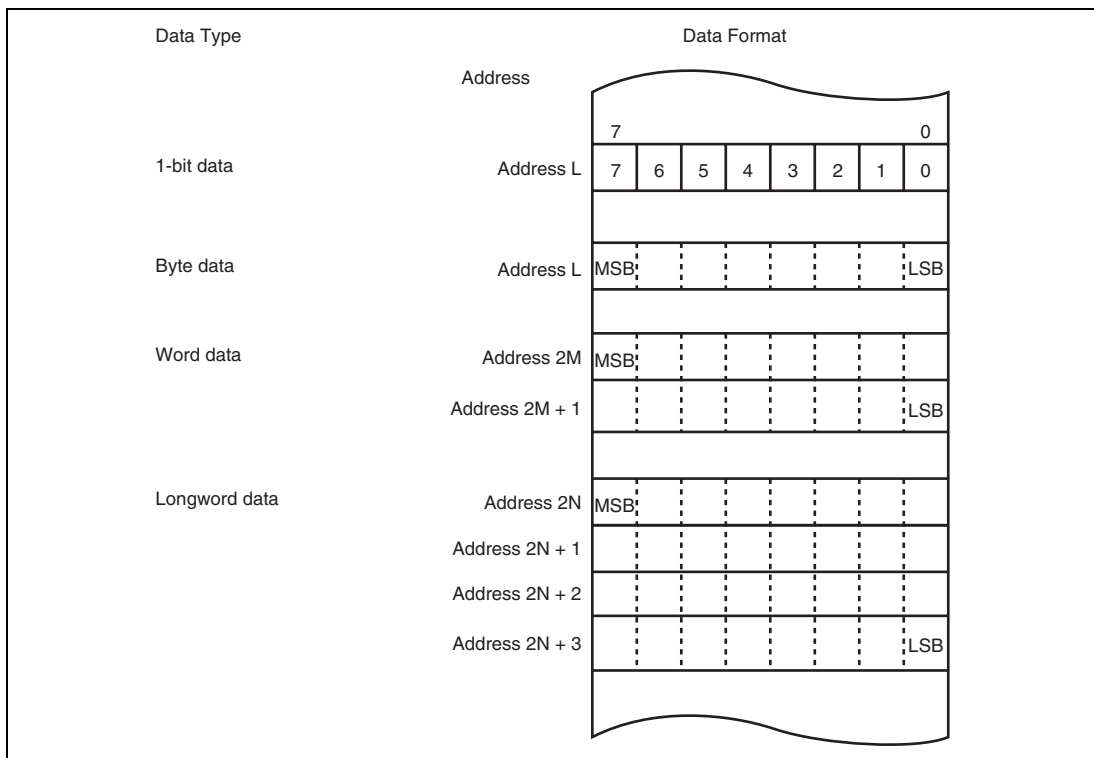 Data Type Data Format
Address
7 0
1-bit data Address L 7 6 5 4 3 2 1 0
Byte data Address L MSB LSB
Word data Address 2M MSB
Address 2M + 1 LSB
Longword data Address 2N MSB
Address 2N + 1
Address 2N + 2
Address 2N + 3 LSB